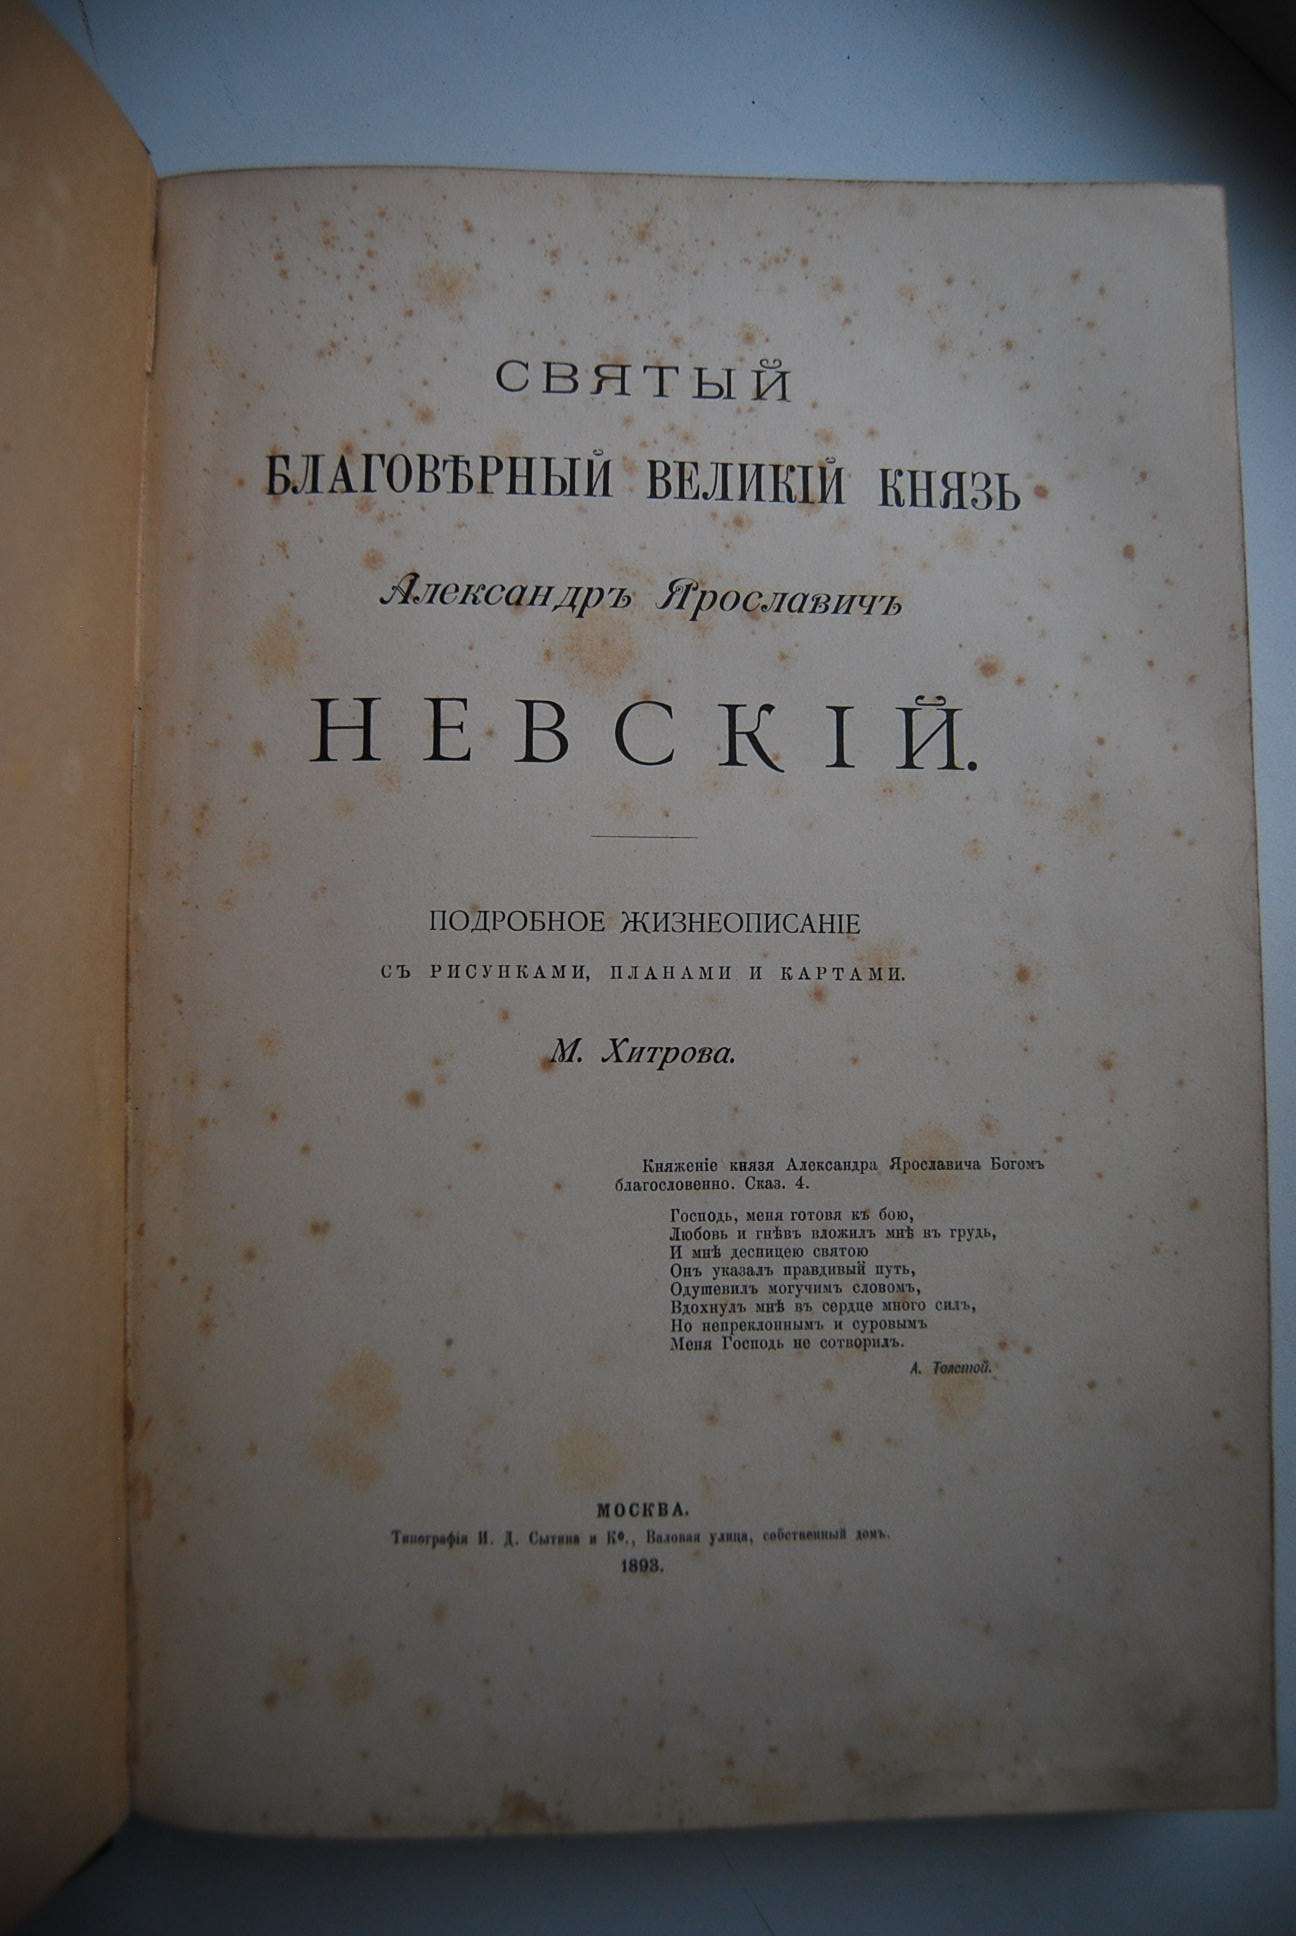 СВЯТЫЙ
БЛАГОВѢРНЫЙ ВЕЛИКІЙ КНЯЗЬ
Александръ Ярославичъ
НЕВСКІЙ.
ПОДРОБНОЕ ЖИЗНЕОПИСАНІЕ
СЪ РИСУНКАМИ, ПЛАНАМИ И КАРТАМИ.
М. Хитрова.
Княженіе князя Александра Ярославича Богомъ
благословенно. Сказ. 4.
Господь, меня готовя къ бою,
Любовь и гнѣвъ вложилъ мнѣ въ грудь,
И мнѣ десницею святою
Онъ указалъ правдивый путь,
Одушевилъ могучимъ словомъ,
Вдохнулъ мнѣ въ сердце много силъ,
Но непреклоннымъ и суровымъ
Меня Господь не сотворилъ.
А. Толстой.
МОСКВА.
Типографія И. Д. Сытина и Кº., Валовая улица, собственный домъ.
1893.